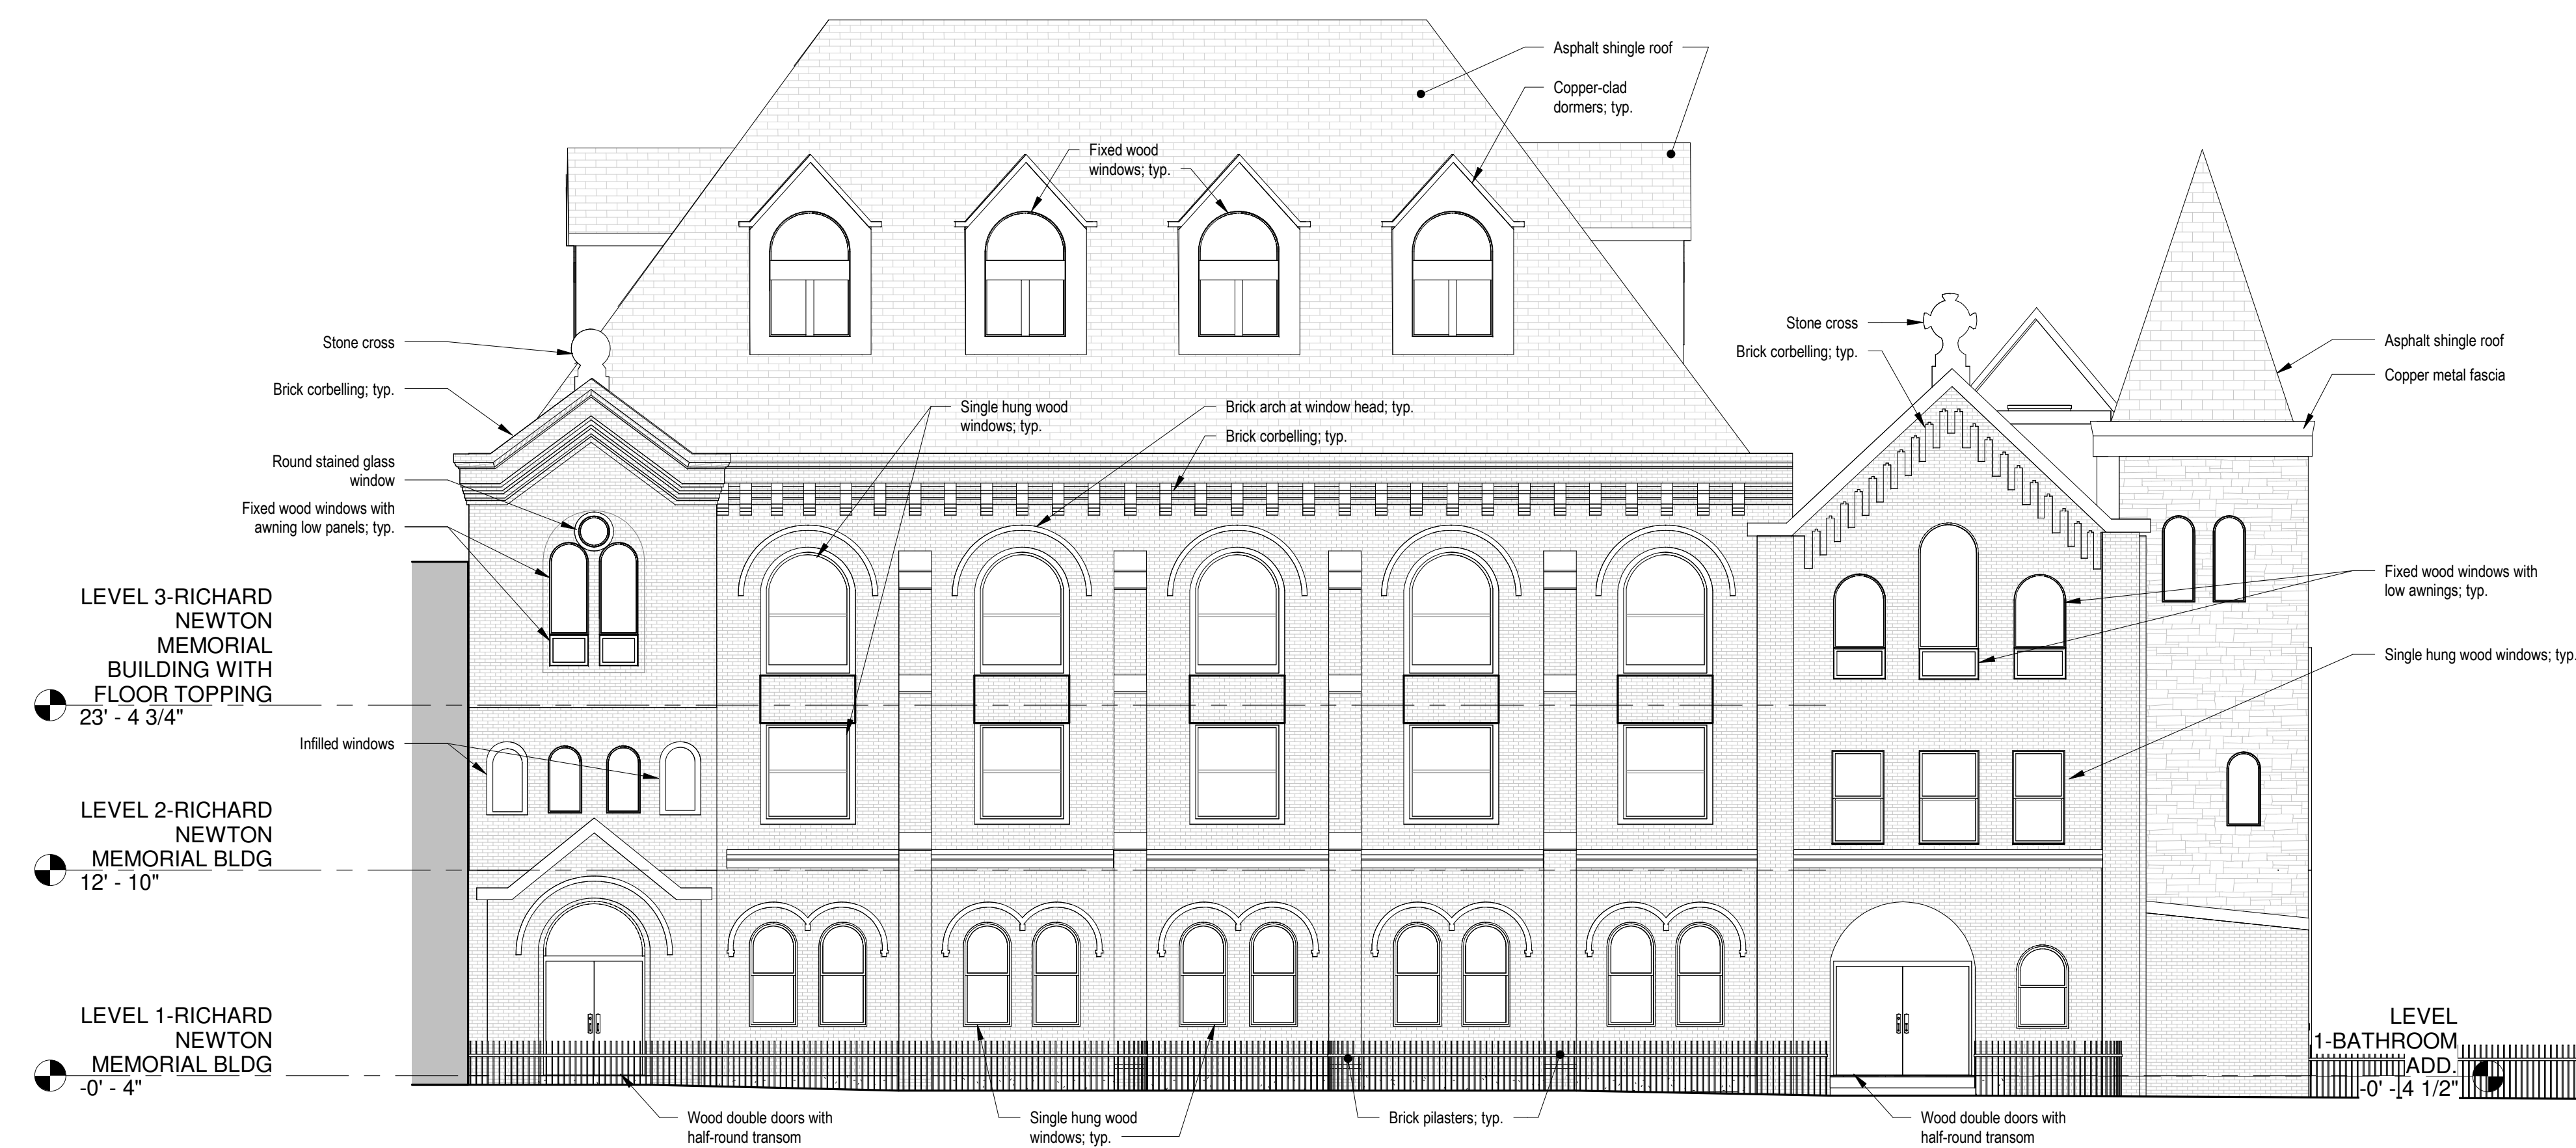 Asphalt shingle roof
Copper-clad
dormers; typ.
Fixed wood
windows; typ.
Stone cross
Brick corbelling; typ.
Round stained glass
window
Fixed wood windows with
awning low panels; typ.
Single hung wood
windows; typ.
Brick arch at window head; typ.
Brick corbelling; typ.
Stone cross
Brick corbelling; typ.
Asphalt shingle roof
Copper metal fascia
Fixed wood windows with
low awnings; typ.
Single hung wood windows; typ.
LEVEL 3-RICHARD
NEWTON
MEMORIAL
BUILDING WITH
FLOOR TOPPING
23' - 4 3/4"
Infilled windows
LEVEL 2-RICHARD
NEWTON
MEMORIAL BLDG
12' - 10"
LEVEL 1-RICHARD
NEWTON
MEMORIAL BLDG
-0' - 4"
LEVEL
1-BATHROOM
ADD.
-0' - 4 1/2"
Wood double doors with
half-round transom
Single hung wood
windows; typ.
Brick pilasters; typ.
Wood double doors with
half-round transom